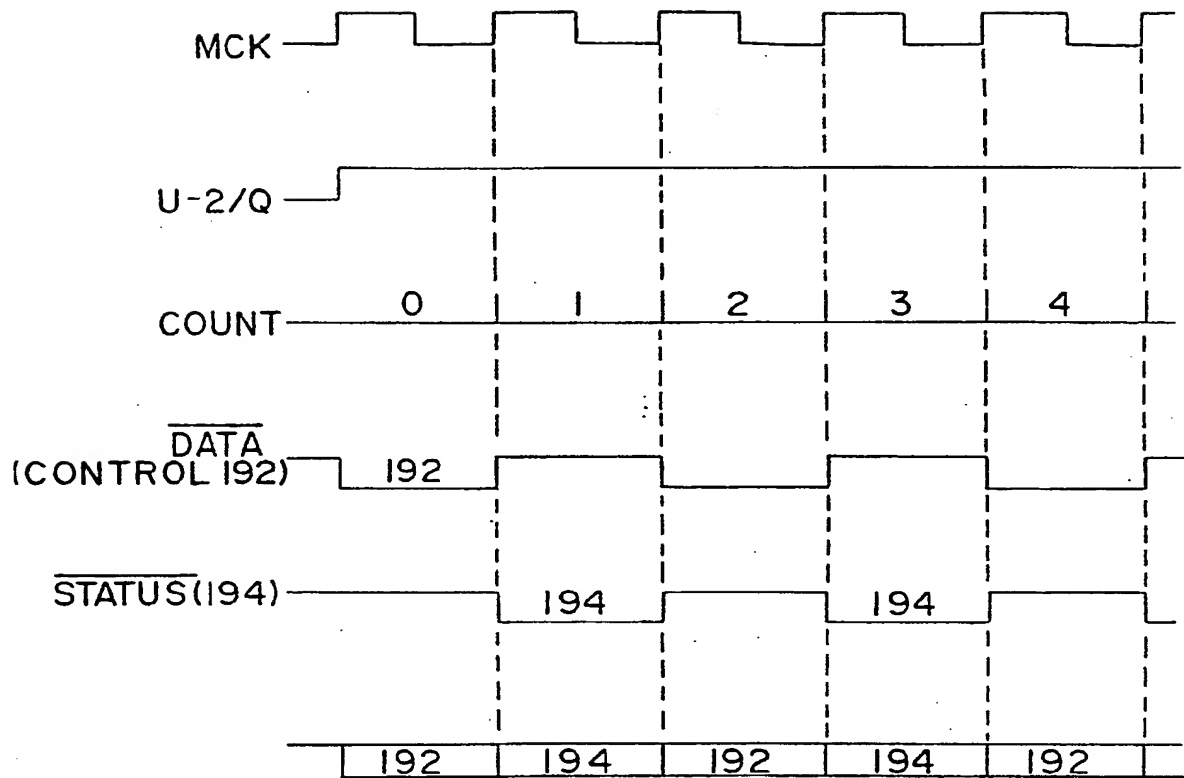 MCK
U-2/Q
COUNT 0 1 2 3 4
DATA
(CONTROL 192) 192
STATUS(194) 194 194
192 194 192 194 192